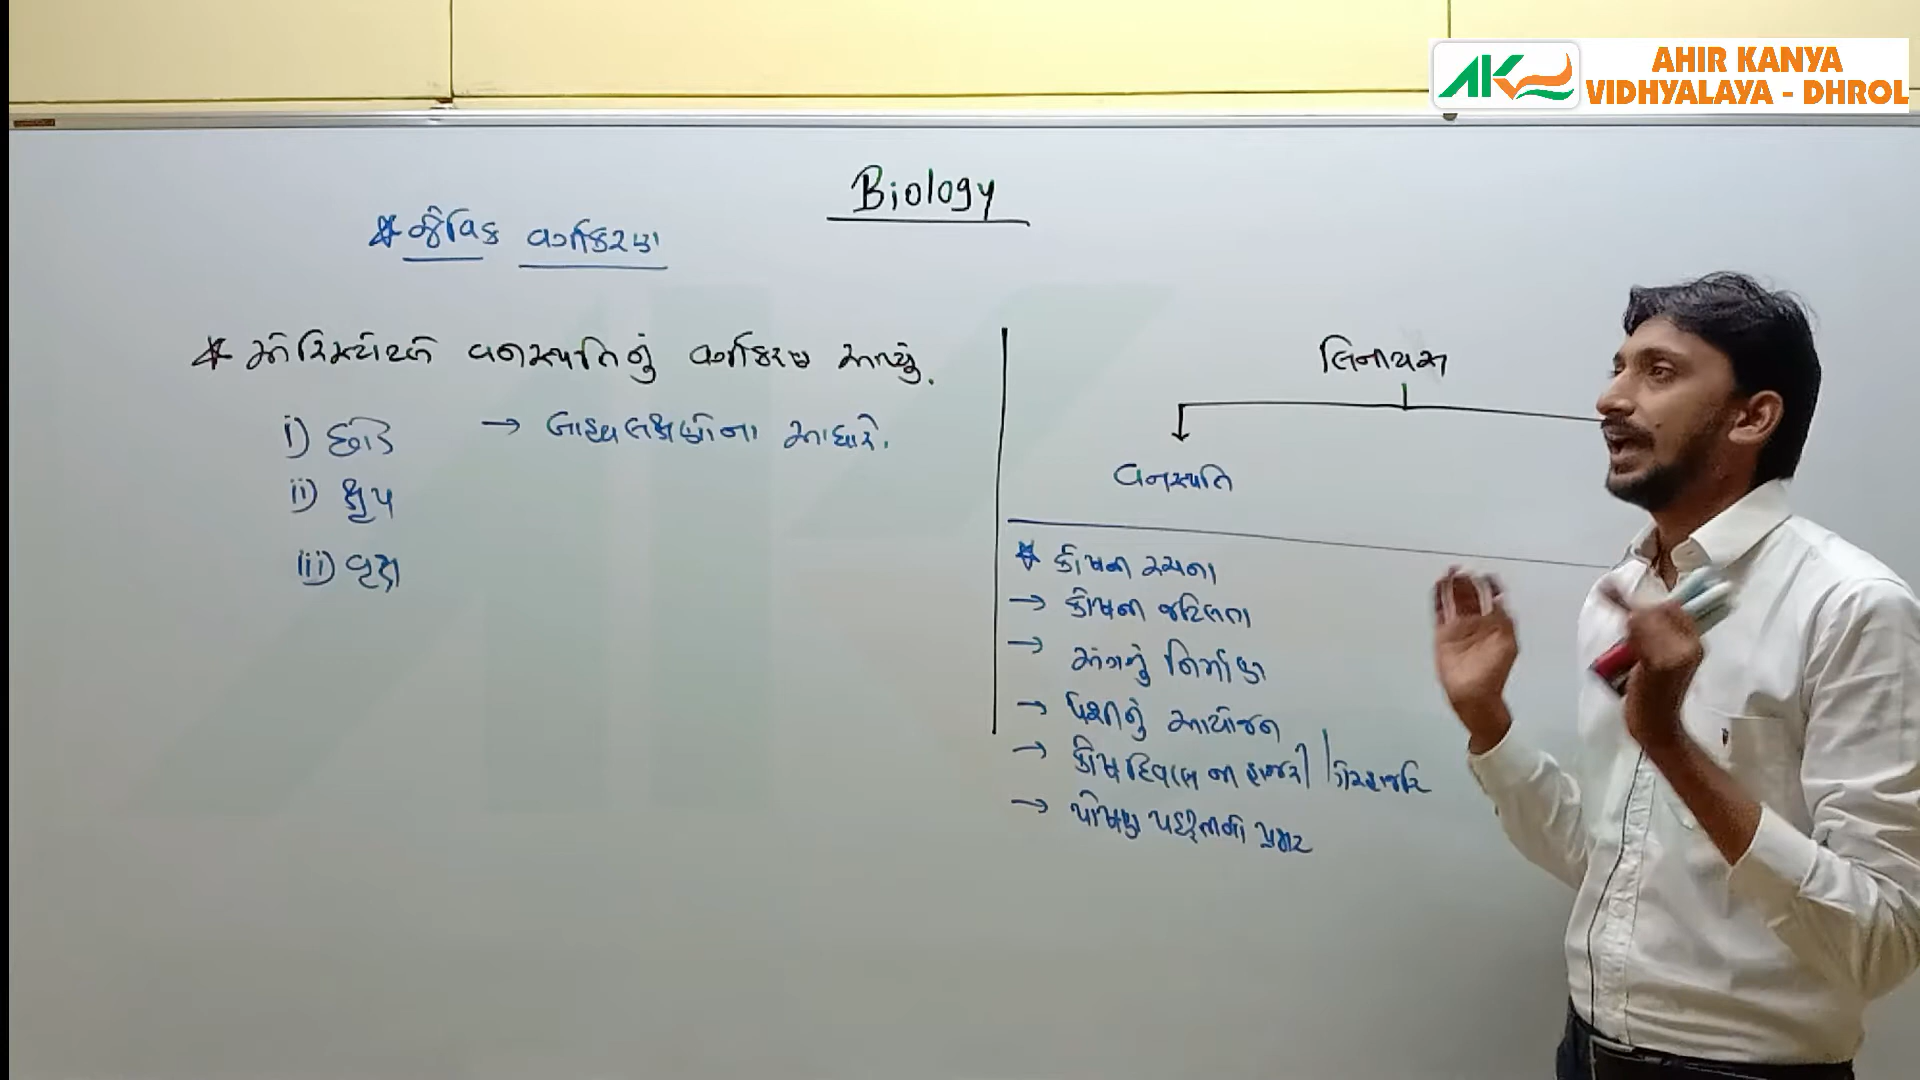 AHIR KANYA
VIDHYALAYA - DHROL
Biology
* જૈવિક વર્ગીકરણ
* એરિસ્ટોટલે વનસ્પતિનું વર્ગીકરણ આપ્યું.
i) છોડ → બાહ્ય લક્ષણોના આધારે.
ii) ક્ષુપ
iii) વૃક્ષ
લિનીયસ
વનસ્પતિ
* કોષની રચના
→ કોષની જટિલતા
→ અંગનું નિર્માણ
→ પેશીનું આયોજન
→ કોષદિવાલ ની હાજરી / ગેરહાજરી
→ પોષણ પદ્ધતિનો પ્રકાર